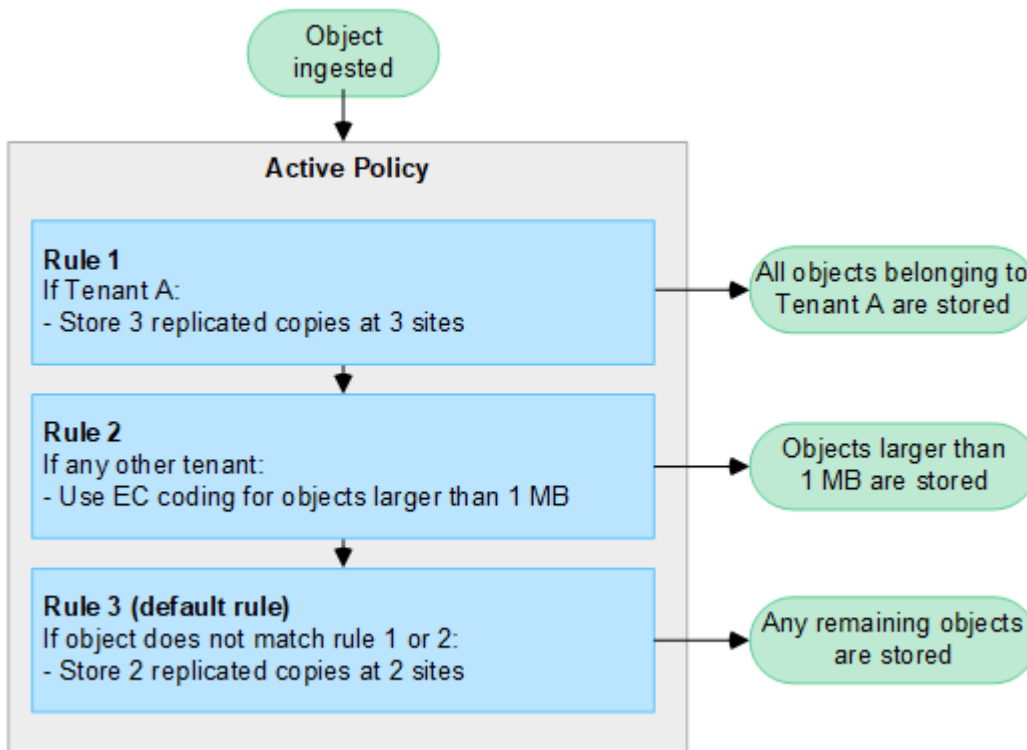 Object
ingested
Active Policy
Rule 1
If Tenant A:
- Store 3 replicated copies at 3 sites
All objects belonging to
Tenant A are stored
Rule 2
If any other tenant:
- Use EC coding for objects larger than 1 MB
Objects larger than
1 MB are stored
Rule 3 (default rule)
If object does not match rule 1 or 2:
- Store 2 replicated copies at 2 sites
Any remaining objects
are stored